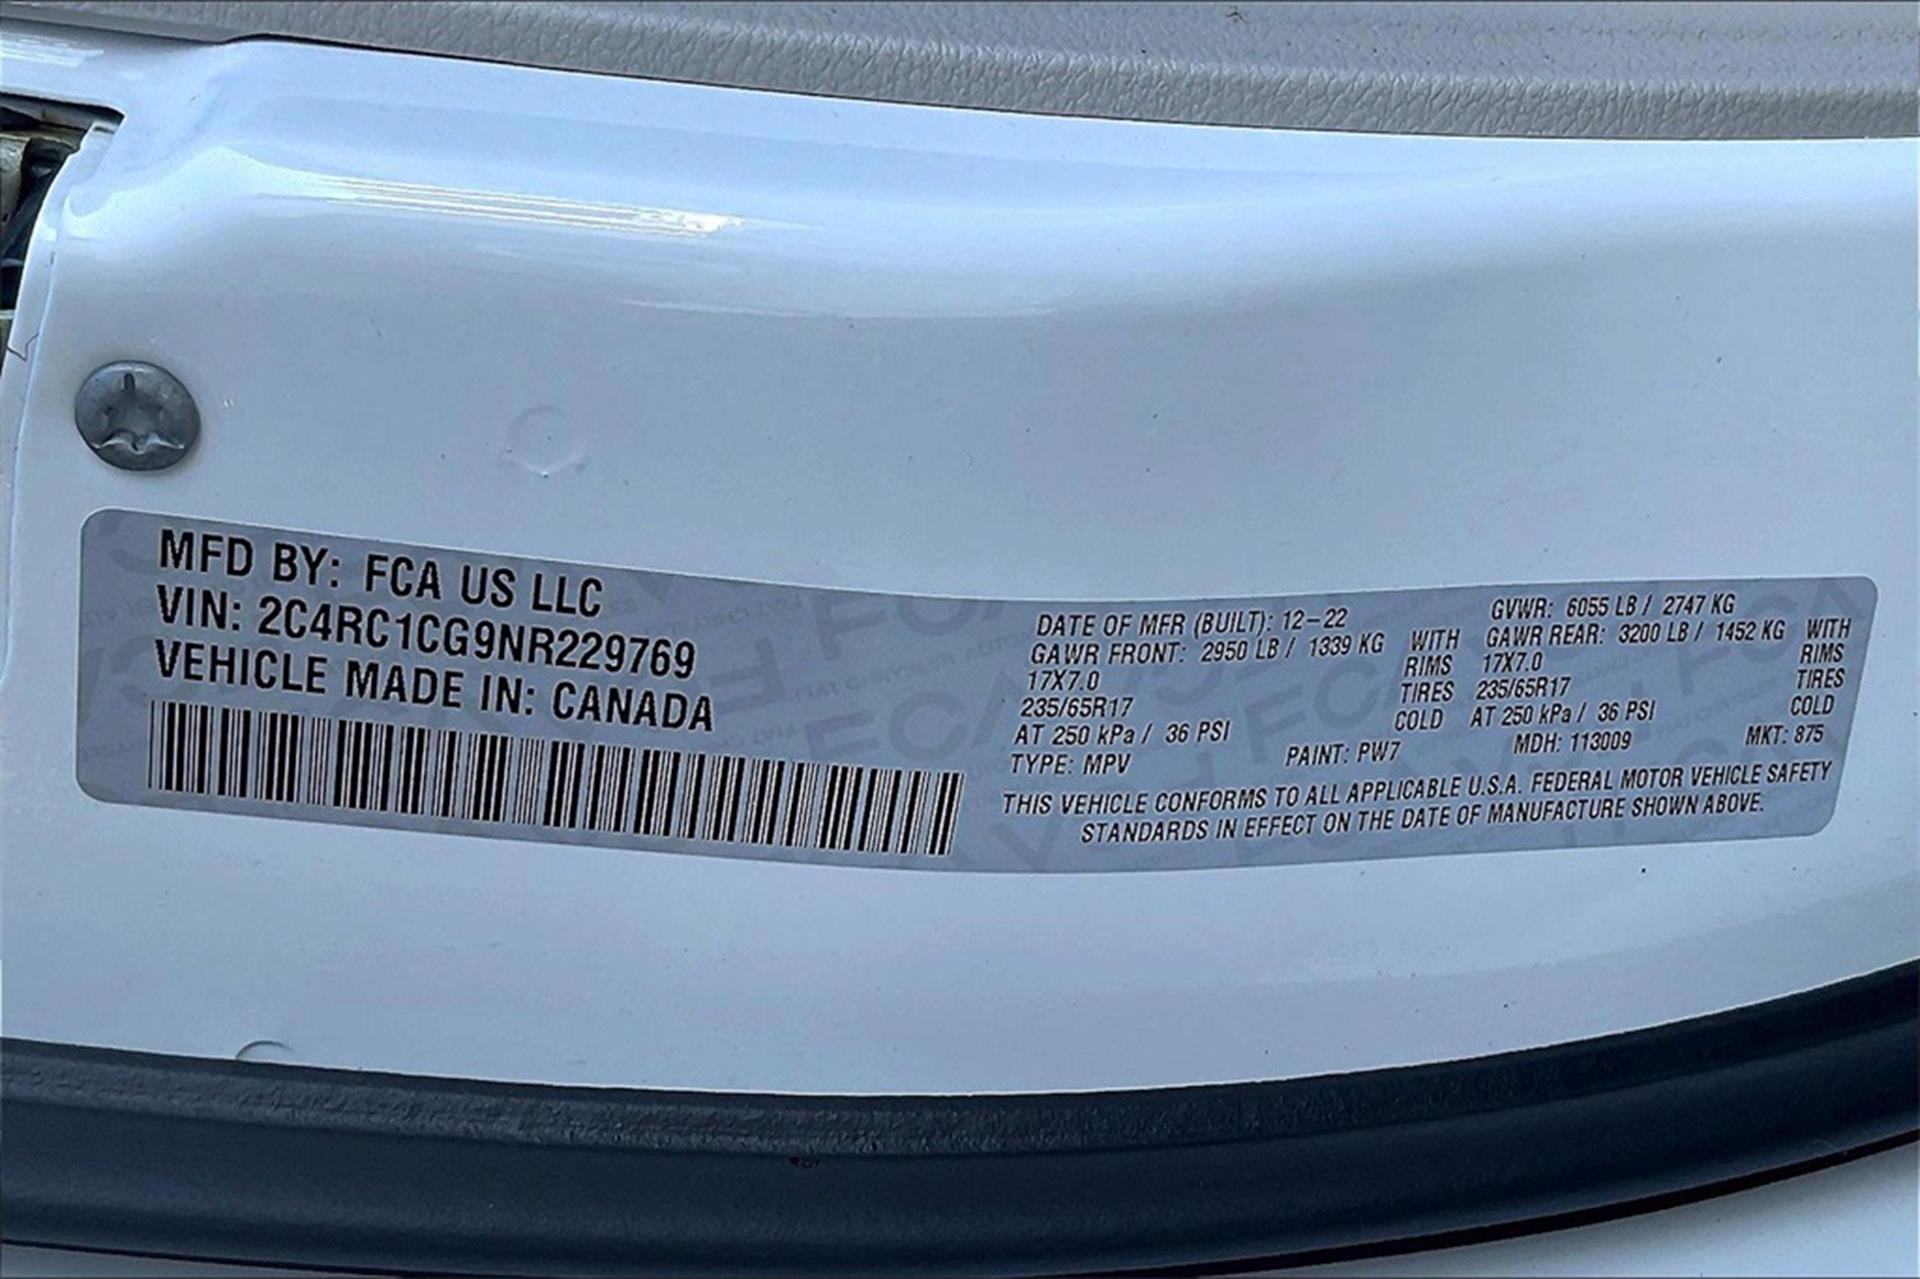 MFD BY: FCA US LLC
VIN: 2C4RC1CG9NR229769
VEHICLE MADE IN: CANADA
DATE OF MFR (BUILT): 12-22 GVWR: 6055 LB / 2747 KG
GAWR FRONT: 2950 LB / 1339 KG WITH GAWR REAR: 3200 LB / 1452 KG WITH
17X7.0 RIMS 17X7.0 RIMS
235/65R17 TIRES 235/65R17 TIRES
AT 250 kPa / 36 PSI COLD AT 250 kPa / 36 PSI COLD
TYPE: MPV PAINT: PW7 MDH: 113009 MKT: 875
THIS VEHICLE CONFORMS TO ALL APPLICABLE U.S.A. FEDERAL MOTOR VEHICLE SAFETY
STANDARDS IN EFFECT ON THE DATE OF MANUFACTURE SHOWN ABOVE.